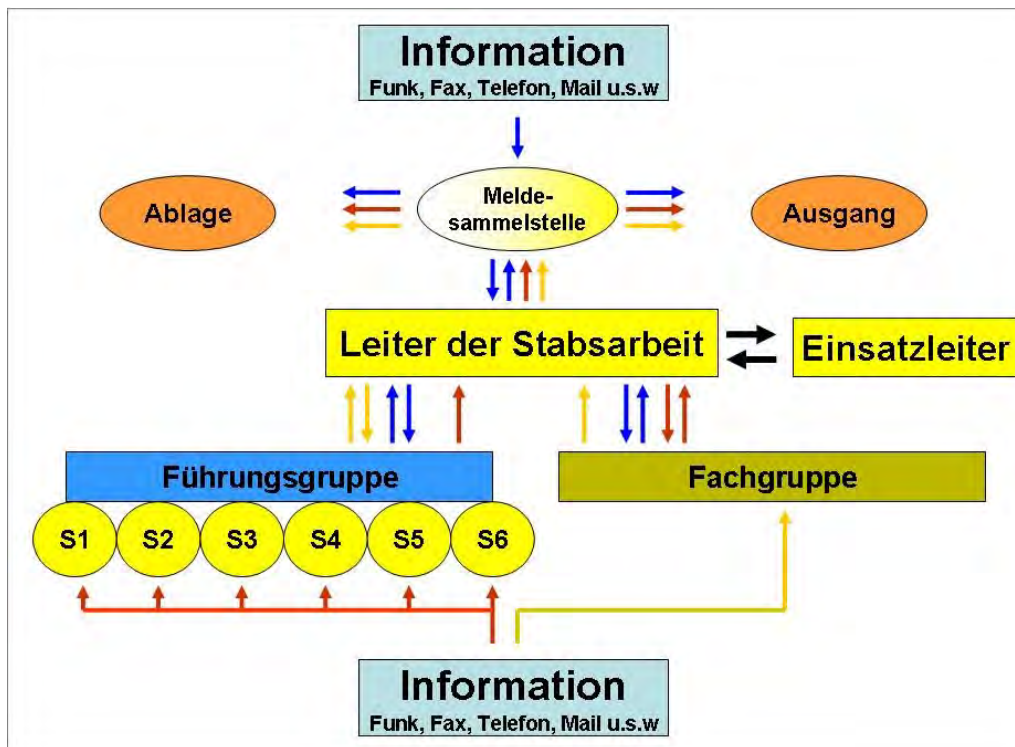 Information
Funk, Fax, Telefon, Mail u.s.w
Ablage
Melde-
sammelstelle
Ausgang
Leiter der Stabsarbeit
Einsatzleiter
Führungsgruppe
Fachgruppe
S1 S2 S3 S4 S5 S6
Information
Funk, Fax, Telefon, Mail u.s.w